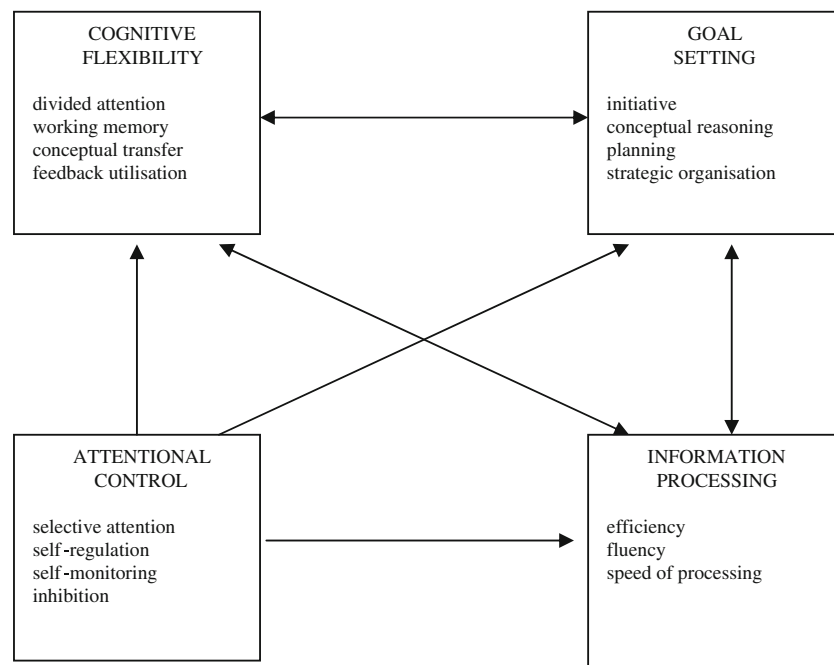 COGNITIVE
FLEXIBILITY
divided attention
working memory
conceptual transfer
feedback utilisation
GOAL
SETTING
initiative
conceptual reasoning
planning
strategic organisation
ATTENTIONAL
CONTROL
selective attention
self-regulation
self-monitoring
inhibition
INFORMATION
PROCESSING
efficiency
fluency
speed of processing